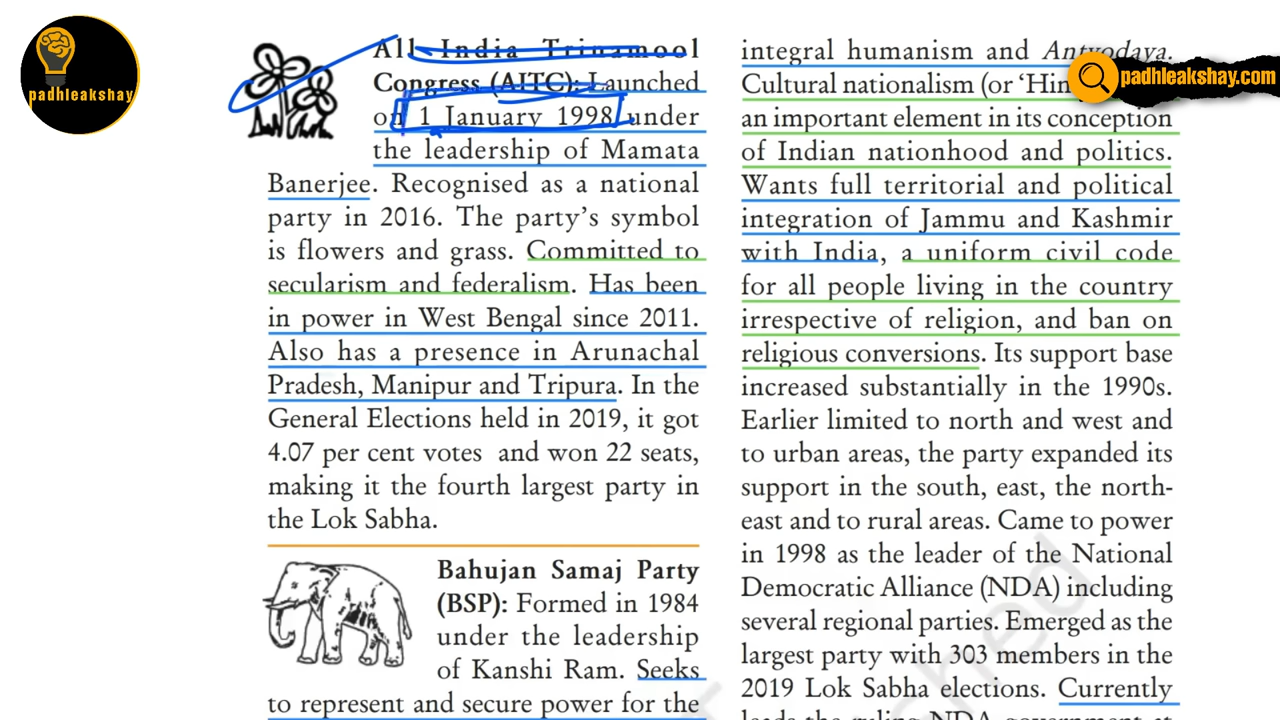 padhleakshay
All India Trinamool
Congress (AITC): Launched
on 1 January 1998 under
the leadership of Mamata
Banerjee. Recognised as a national
party in 2016. The party's symbol
is flowers and grass. Committed to
secularism and federalism. Has been
in power in West Bengal since 2011.
Also has a presence in Arunachal
Pradesh, Manipur and Tripura. In the
General Elections held in 2019, it got
4.07 per cent votes and won 22 seats,
making it the fourth largest party in
the Lok Sabha.
Bahujan Samaj Party
(BSP): Formed in 1984
under the leadership
of Kanshi Ram. Seeks
to represent and secure power for the
integral humanism and Antyodaya.
Cultural nationalism (or
an important element in its conception
of Indian nationhood and politics.
Wants full territorial and political
integration of Jammu and Kashmir
with India, a uniform civil code
for all people living in the country
irrespective of religion, and ban on
religious conversions. Its support base
increased substantially in the 1990s.
Earlier limited to north and west and
to urban areas, the party expanded its
support in the south, east, the north-
east and to rural areas. Came to power
in 1998 as the leader of the National
Democratic Alliance (NDA) including
several regional parties. Emerged as the
largest party with 303 members in the
2019 Lok Sabha elections. Currently
padhleakshay.com